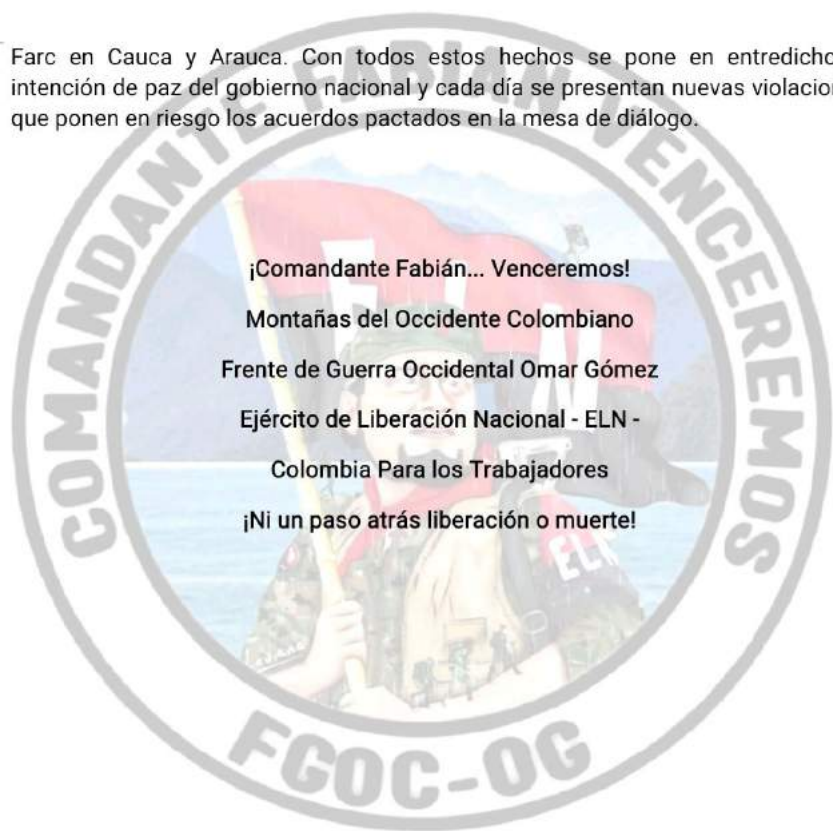 Farc en Cauca y Arauca. Con todos estos hechos se pone en entredicho
intención de paz del gobierno nacional y cada día se presentan nuevas
que ponen en riesgo los acuerdos pactados en la mesa de diálogo.
COMANDANTE FABIAN VENCEREMOS
ELN
¡Comandante Fabián... Venceremos!
Montañas del Occidente Colombiano
Frente de Guerra Occidental Omar Gómez
Ejército de Liberación Nacional - ELN -
Colombia Para los Trabajadores
¡Ni un paso atrás liberación o muerte!
ELN
FGOC-OG